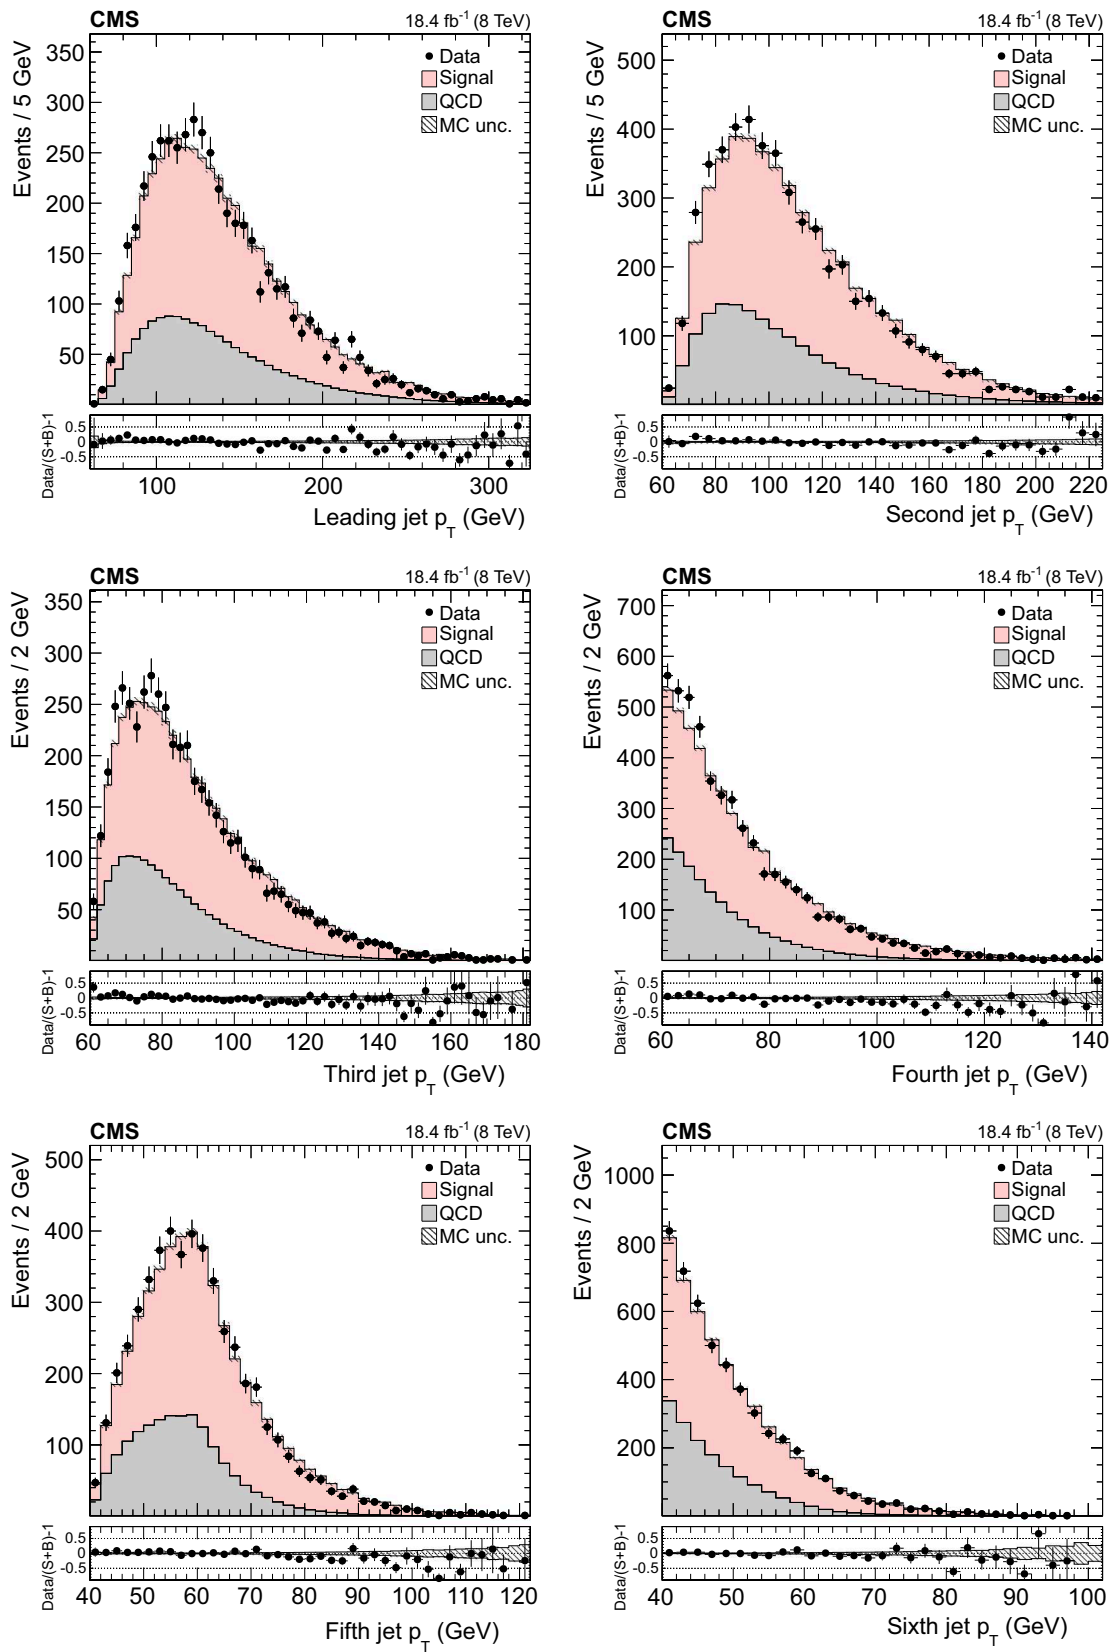 CMS 18.4 fb-1 (8 TeV)
Events / 5 GeV
350
300
250
200
150
100
50
Data
Signal
QCD
MC unc.
Data/(S+B)-1
0.5
0
-0.5
100 200 300
Leading jet pT (GeV)
CMS 18.4 fb-1 (8 TeV)
Events / 5 GeV
500
400
300
200
100
Data
Signal
QCD
MC unc.
Data/(S+B)-1
0.5
0
-0.5
60 80 100 120 140 160 180 200 220
Second jet pT (GeV)
CMS 18.4 fb-1 (8 TeV)
Events / 2 GeV
350
300
250
200
150
100
50
Data
Signal
QCD
MC unc.
Data/(S+B)-1
0.5
0
-0.5
60 80 100 120 140 160 180
Third jet pT (GeV)
CMS 18.4 fb-1 (8 TeV)
Events / 2 GeV
700
600
500
400
300
200
100
Data
Signal
QCD
MC unc.
Data/(S+B)-1
0.5
0
-0.5
60 80 100 120 140
Fourth jet pT (GeV)
CMS 18.4 fb-1 (8 TeV)
Events / 2 GeV
500
400
300
200
100
Data
Signal
QCD
MC unc.
Data/(S+B)-1
0.5
0
-0.5
40 50 60 70 80 90 100 110 120
Fifth jet pT (GeV)
CMS 18.4 fb-1 (8 TeV)
Events / 2 GeV
1000
800
600
400
200
Data
Signal
QCD
MC unc.
Data/(S+B)-1
0.5
0
-0.5
40 50 60 70 80 90 100
Sixth jet pT (GeV)